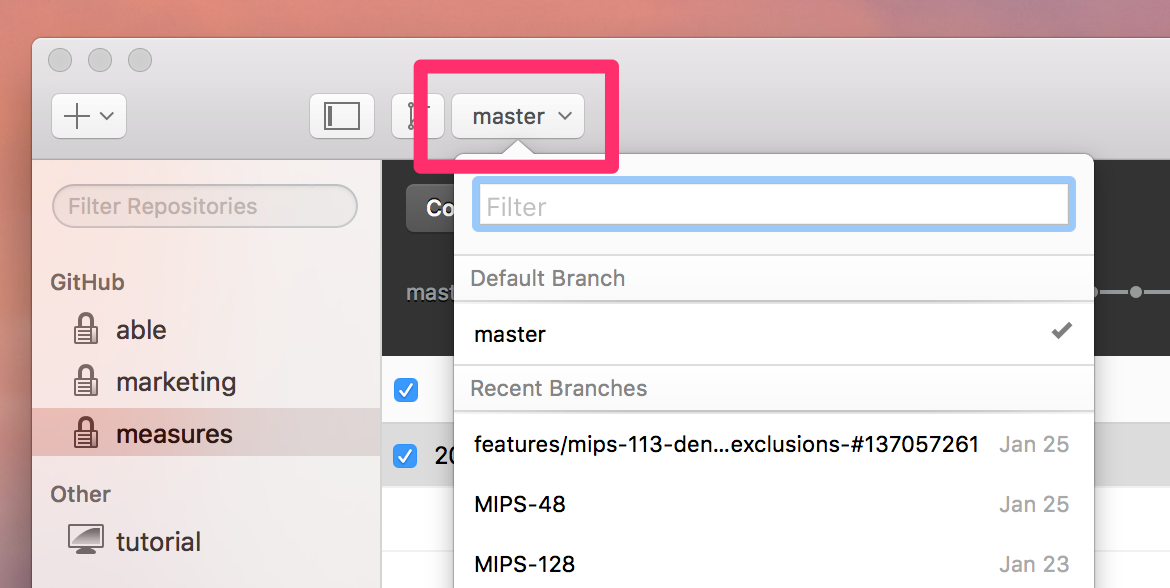 master
Filter Repositories
Co
Filter
GitHub
Default Branch
mast
able
master
marketing
Recent Branches
measures
features/mips-113-den...exclusions-#137057261 Jan 25
20
Other
MIPS-48 Jan 25
tutorial
MIPS-128 Jan 23